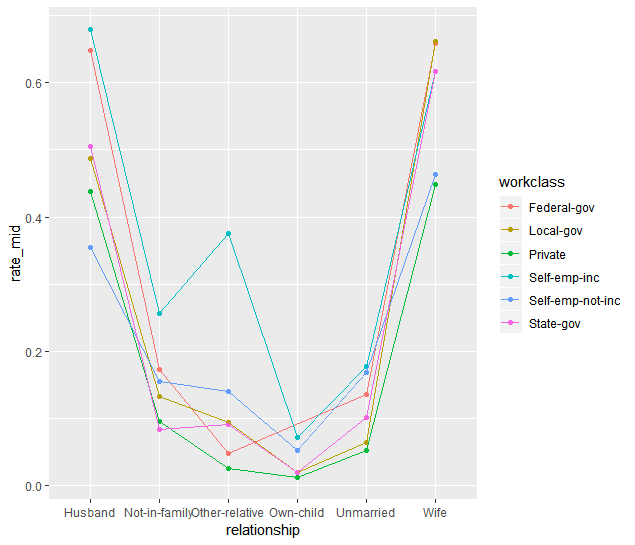 0.6
0.4
0.2
0.0
rate_mid
Husband
Not-in-family
Other-relative
Own-child
Unmarried
Wife
relationship
workclass
Federal-gov
Local-gov
Private
Self-emp-inc
Self-emp-not-inc
State-gov